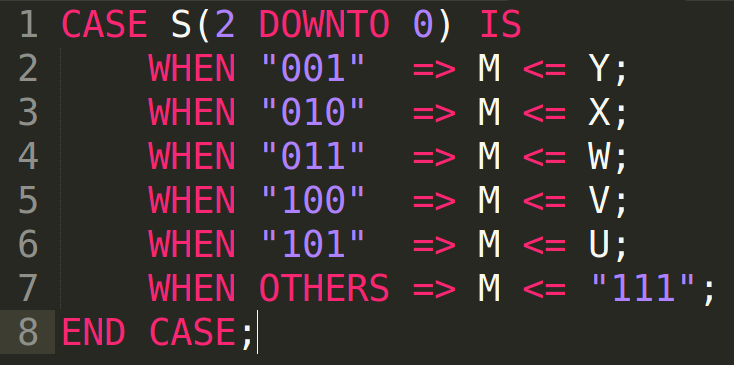 1 CASE S(2 DOWNTO 0) IS
2     WHEN "001"  => M <= Y;
3     WHEN "010"  => M <= X;
4     WHEN "011"  => M <= W;
5     WHEN "100"  => M <= V;
6     WHEN "101"  => M <= U;
7     WHEN OTHERS => M <= "111";
8 END CASE;